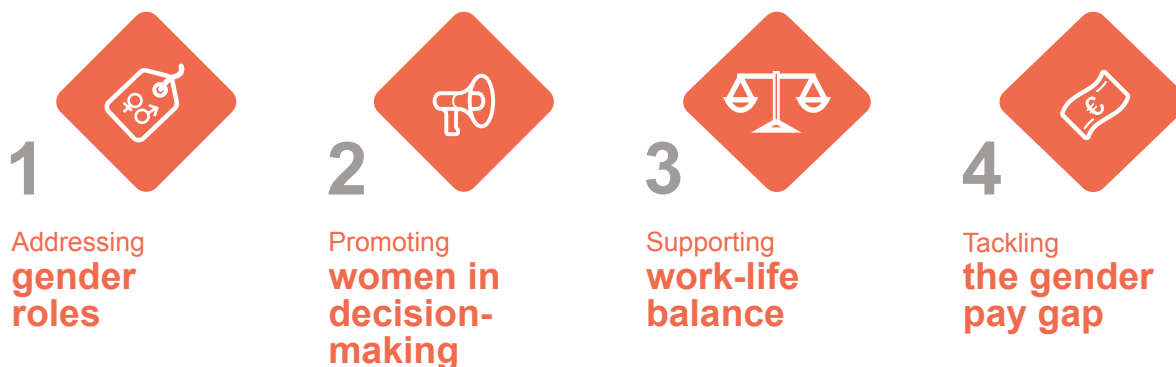 1
Addressing
gender
roles
2
Promoting
women in
decision-
making
3
Supporting
work-life
balance
4
€
Tackling
the gender
pay gap